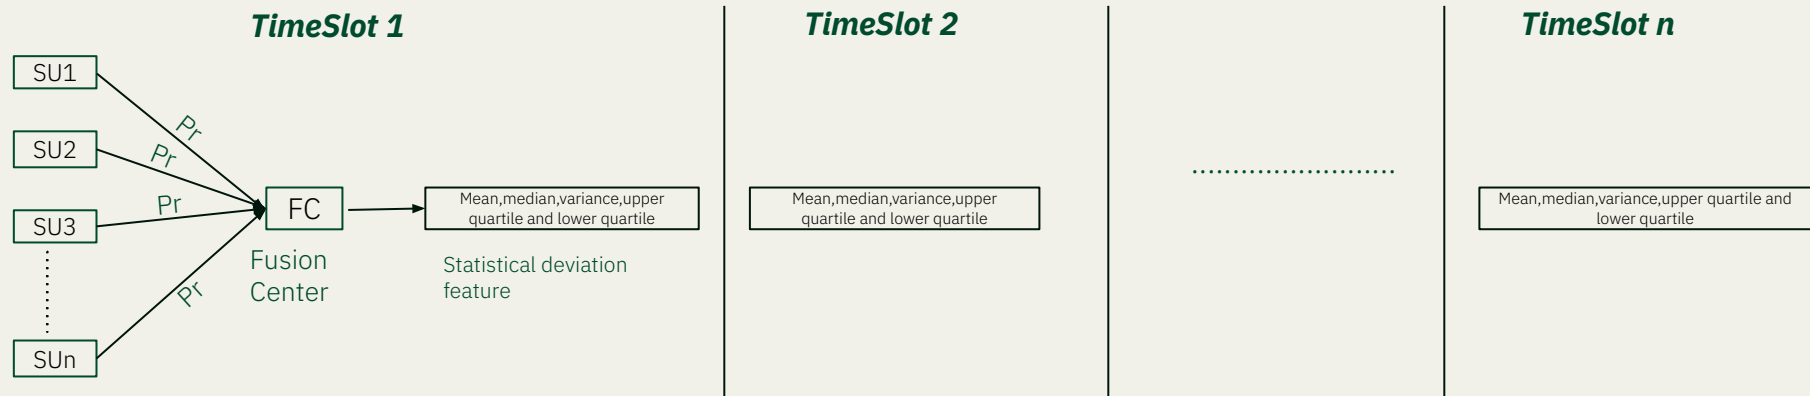 TimeSlot 1
TimeSlot 2
TimeSlot n
SU1
Pr
SU2
Pr
SU3
Pr
SUn
Pr
FC
Fusion
Center
Mean,median,variance,upper
quartile and lower quartile
Statistical deviation
feature
Mean,median,variance,upper
quartile and lower quartile
Mean,median,variance,upper quartile and
lower quartile